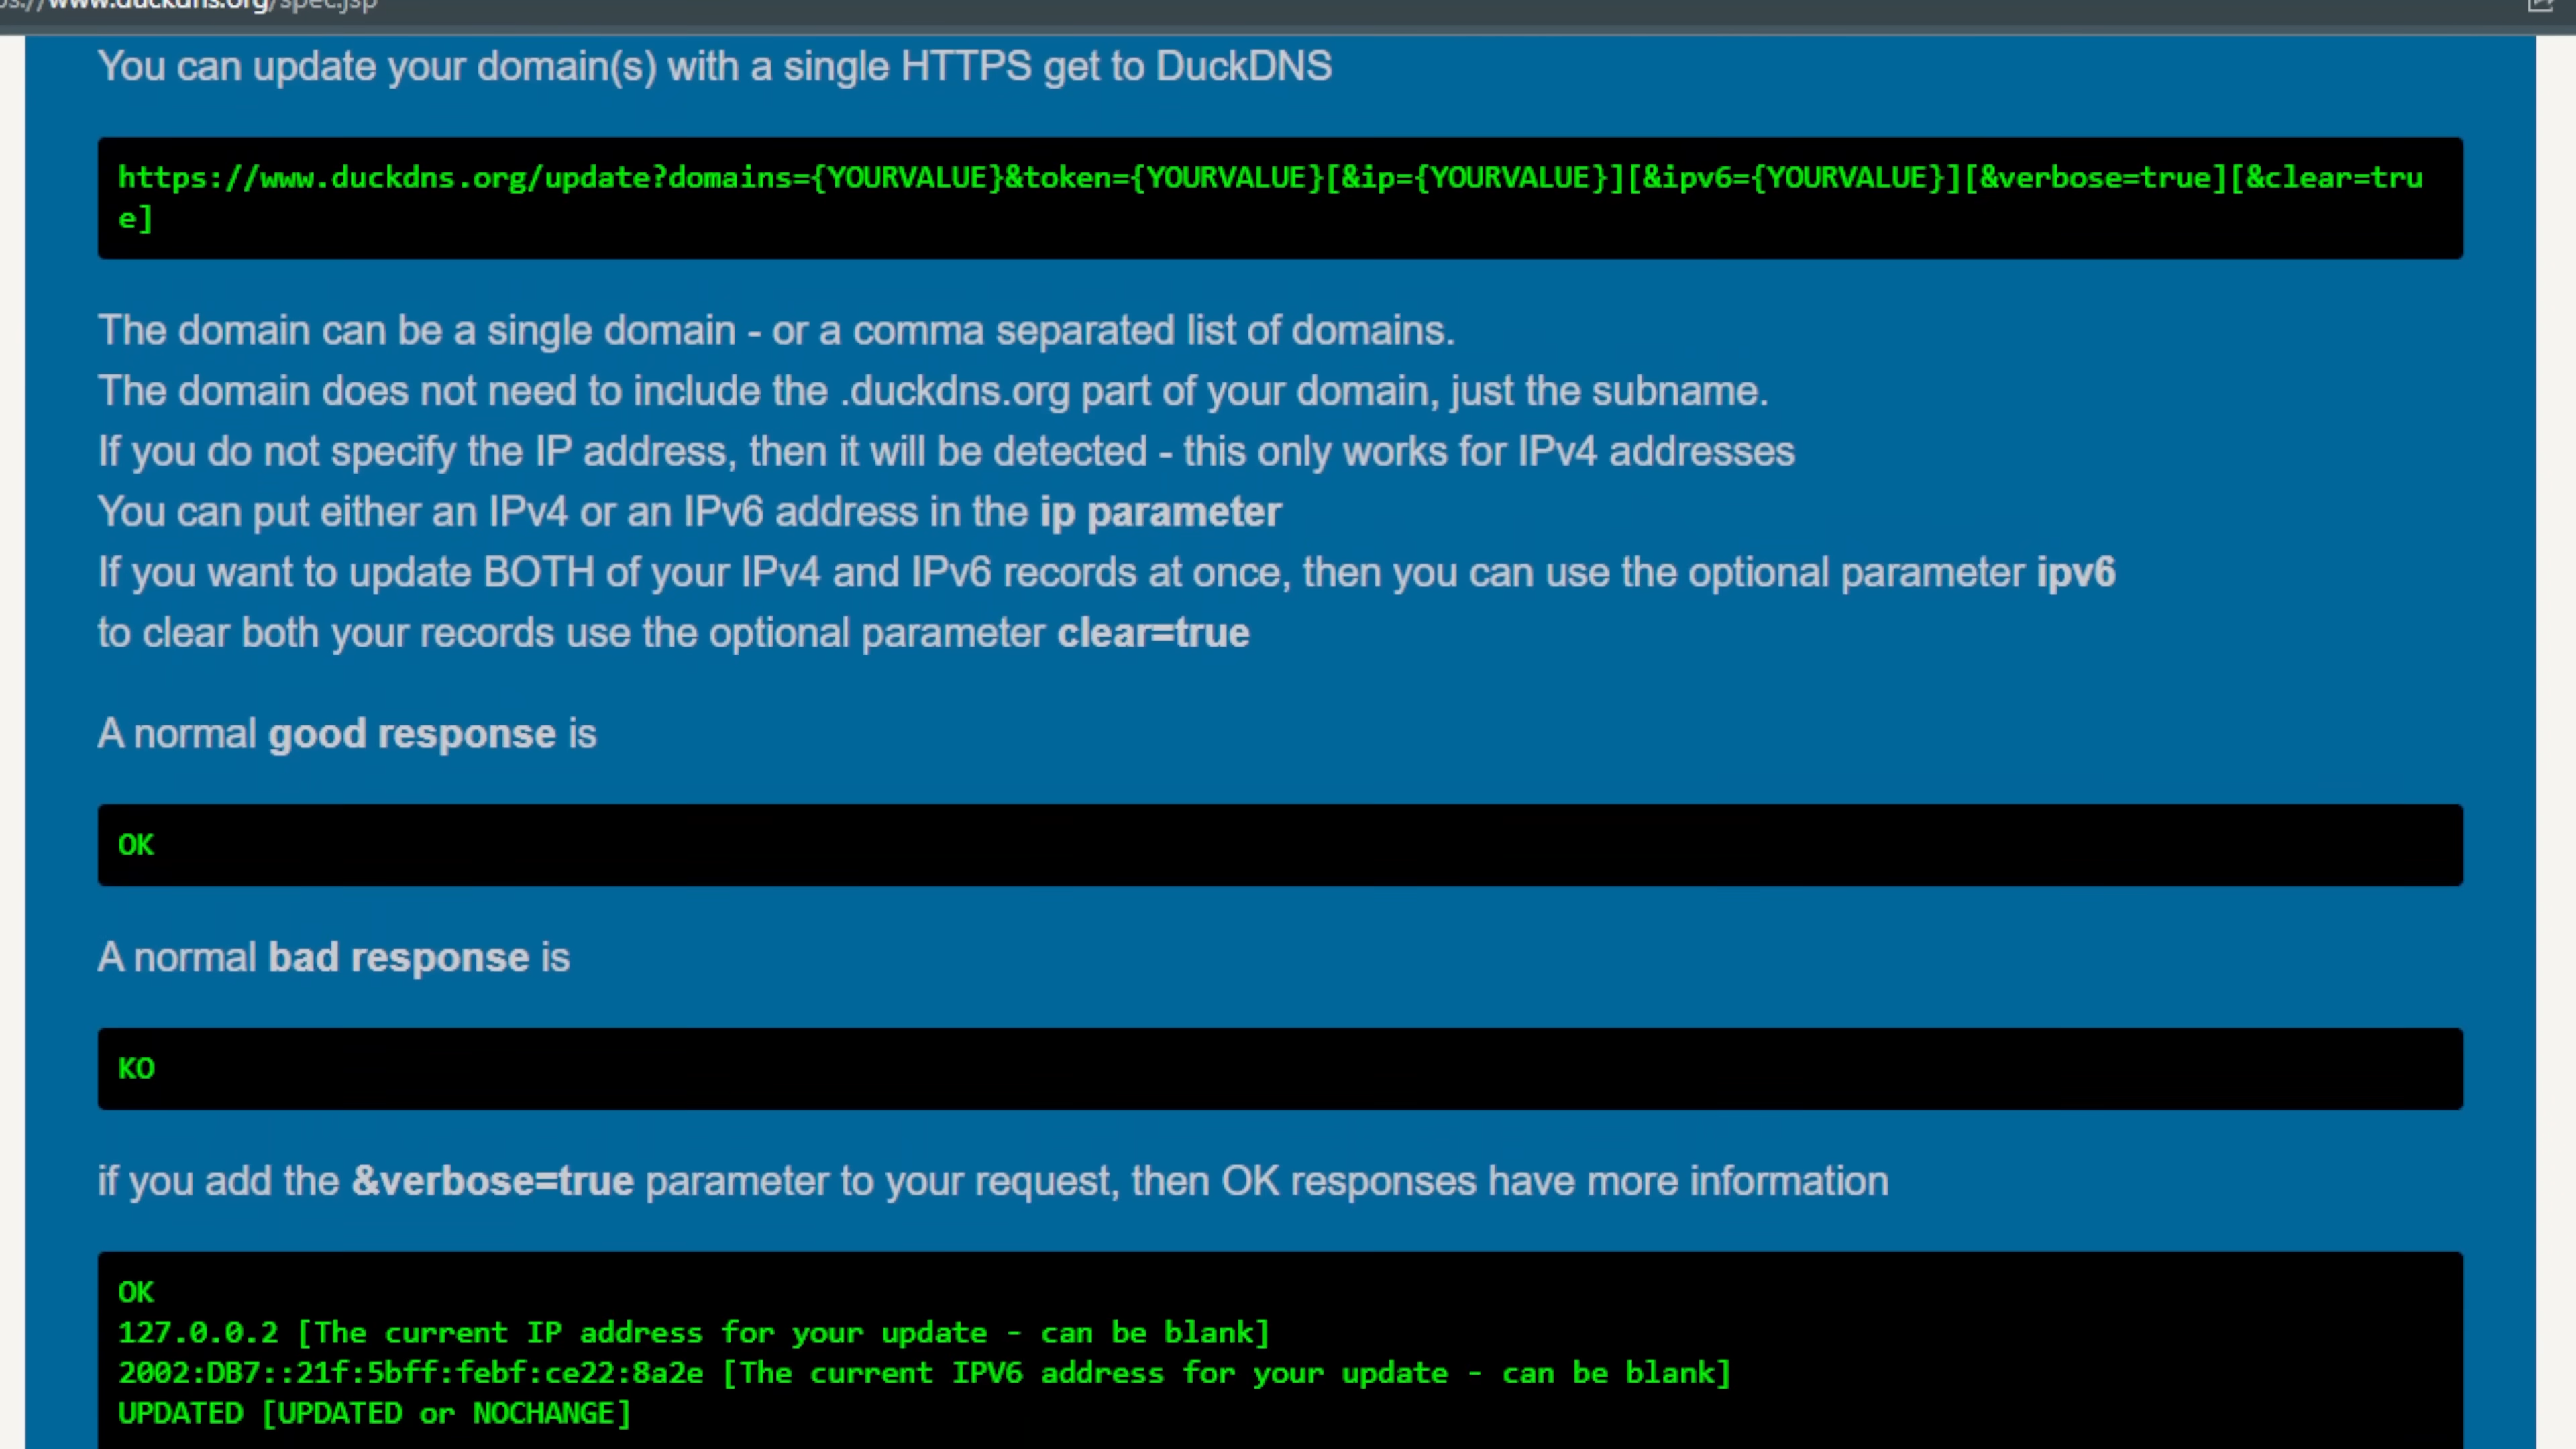 www.duckdns.org/spec.jsp
You can update your domain(s) with a single HTTPS get to DuckDNS
https://www.duckdns.org/update?domains={YOURVALUE}&token={YOURVALUE}[&ip={YOURVALUE}][&ipv6={YOURVALUE}][&verbose=true][&clear=tru
e]
The domain can be a single domain - or a comma separated list of domains.
The domain does not need to include the .duckdns.org part of your domain, just the subname.
If you do not specify the IP address, then it will be detected - this only works for IPv4 addresses
You can put either an IPv4 or an IPv6 address in the ip parameter
If you want to update BOTH of your IPv4 and IPv6 records at once, then you can use the optional parameter ipv6
to clear both your records use the optional parameter clear=true
A normal good response is
OK
A normal bad response is
KO
if you add the &verbose=true parameter to your request, then OK responses have more information
OK
127.0.0.2 [The current IP address for your update - can be blank]
2002:DB7::21f:5bff:febf:ce22:8a2e [The current IPV6 address for your update - can be blank]
UPDATED [UPDATED or NOCHANGE]